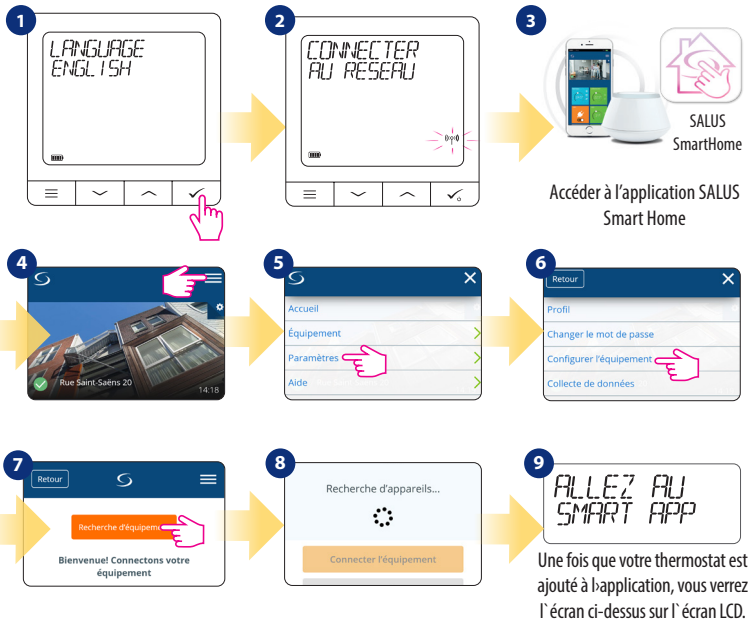 1
LANGUAGE
ENGLISH
2
CONNECTER
AU RESEAU
3
SALUS
SmartHome
Accéder à l'application SALUS
Smart Home
4
Rue Saint-Saëns 20
14:18
5
Accueil
Équipement
Paramètres
Aide
6
Retour
Profil
Changer le mot de passe
Configurer l'équipement
Collecte de données
7
Retour
Recherche d'équipeme
Bienvenue! Connectons votre
équipement
8
Recherche d'appareils...
Connecter l'équipement
9
ALLEZ AU
SMART APP
Une fois que votre thermostat est
ajouté à l›application, vous verrez
l`écran ci-dessus sur l`écran LCD.